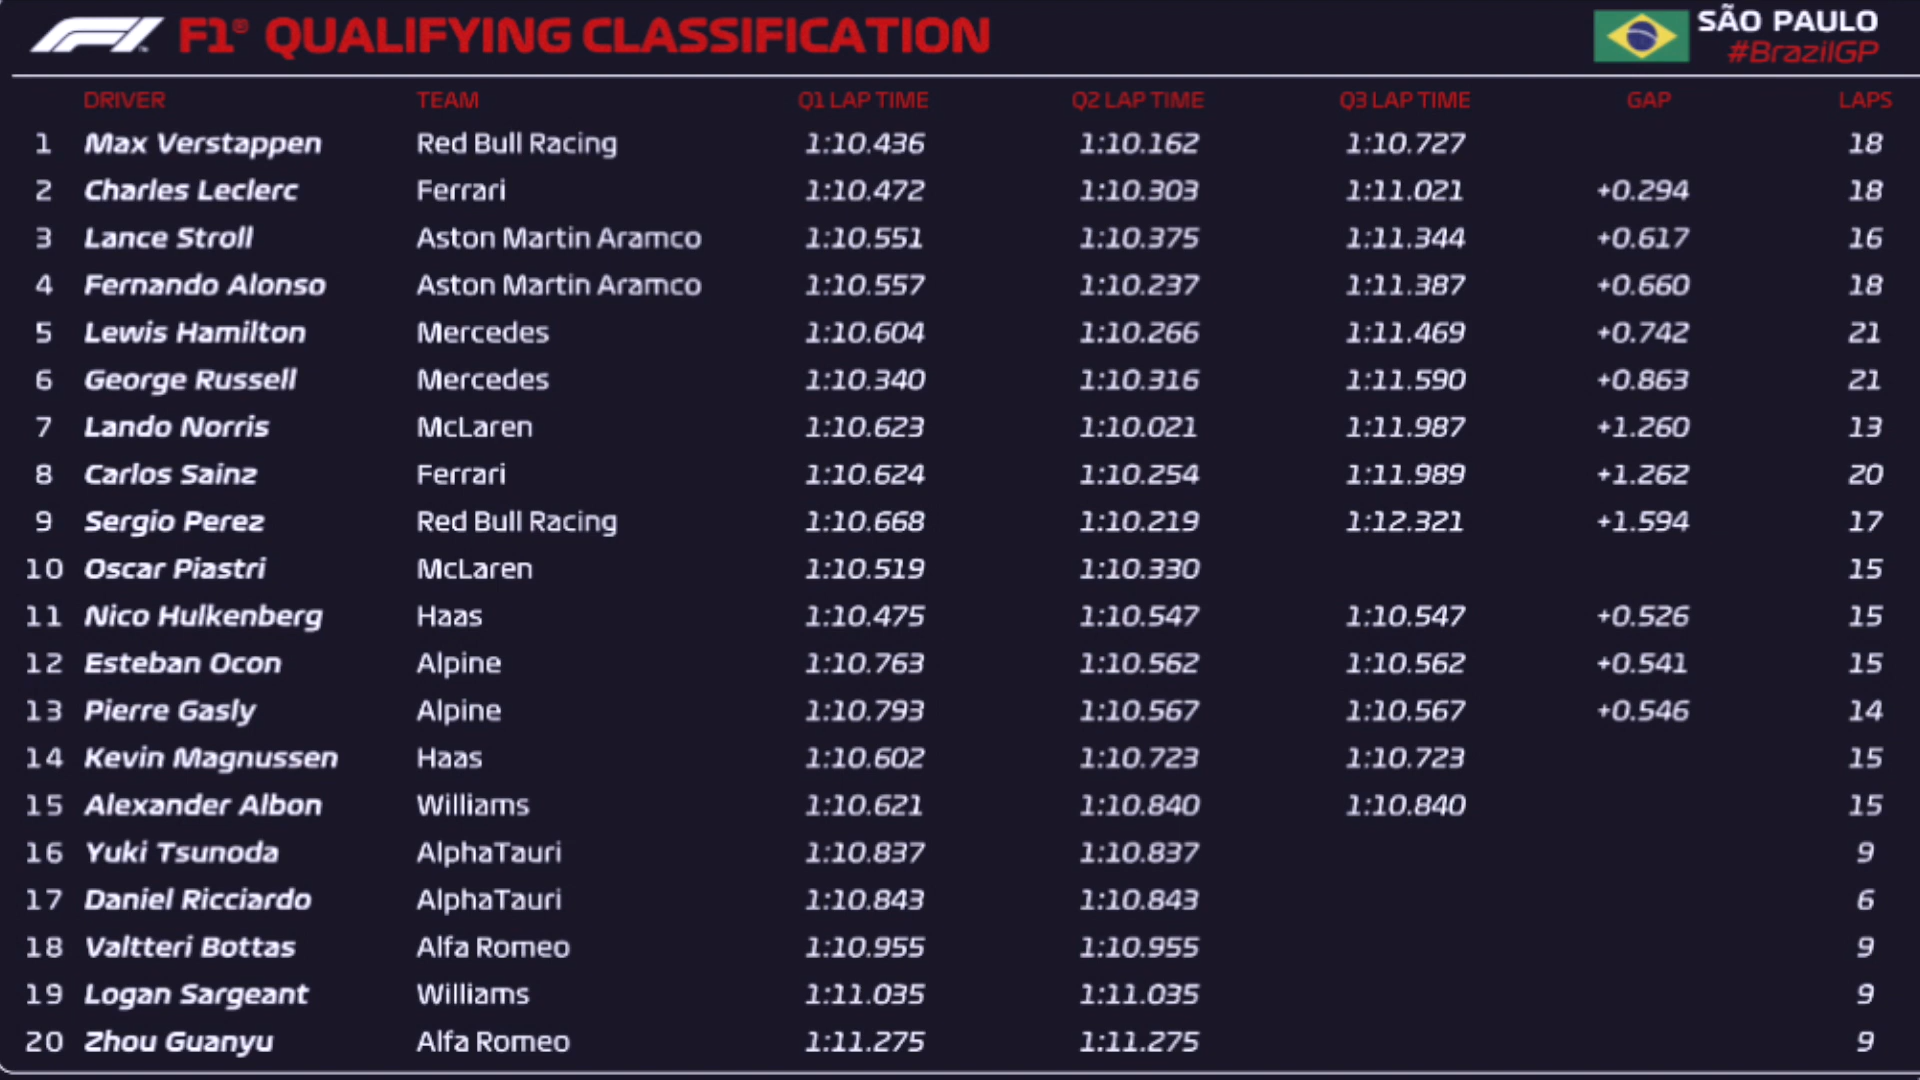 F1® QUALIFYING CLASSIFICATION SÃO PAULO
#BrazilGP
DRIVER TEAM Q1 LAP TIME Q2 LAP TIME Q3 LAP TIME GAP LAPS
1 Max Verstappen Red Bull Racing 1:10.436 1:10.162 1:10.727 18
2 Charles Leclerc Ferrari 1:10.472 1:10.303 1:11.021 +0.294 18
3 Lance Stroll Aston Martin Aramco 1:10.551 1:10.375 1:11.344 +0.617 16
4 Fernando Alonso Aston Martin Aramco 1:10.557 1:10.237 1:11.387 +0.660 18
5 Lewis Hamilton Mercedes 1:10.604 1:10.266 1:11.469 +0.742 21
6 George Russell Mercedes 1:10.340 1:10.316 1:11.590 +0.863 21
7 Lando Norris McLaren 1:10.623 1:10.021 1:11.987 +1.260 13
8 Carlos Sainz Ferrari 1:10.624 1:10.254 1:11.989 +1.262 20
9 Sergio Perez Red Bull Racing 1:10.668 1:10.219 1:12.321 +1.594 17
10 Oscar Piastri McLaren 1:10.519 1:10.330 15
11 Nico Hulkenberg Haas 1:10.475 1:10.547 1:10.547 +0.526 15
12 Esteban Ocon Alpine 1:10.763 1:10.562 1:10.562 +0.541 15
13 Pierre Gasly Alpine 1:10.793 1:10.567 1:10.567 +0.546 14
14 Kevin Magnussen Haas 1:10.602 1:10.723 1:10.723 15
15 Alexander Albon Williams 1:10.621 1:10.840 1:10.840 15
16 Yuki Tsunoda AlphaTauri 1:10.837 1:10.837 9
17 Daniel Ricciardo AlphaTauri 1:10.843 1:10.843 6
18 Valtteri Bottas Alfa Romeo 1:10.955 1:10.955 9
19 Logan Sargeant Williams 1:11.035 1:11.035 9
20 Zhou Guanyu Alfa Romeo 1:11.275 1:11.275 9